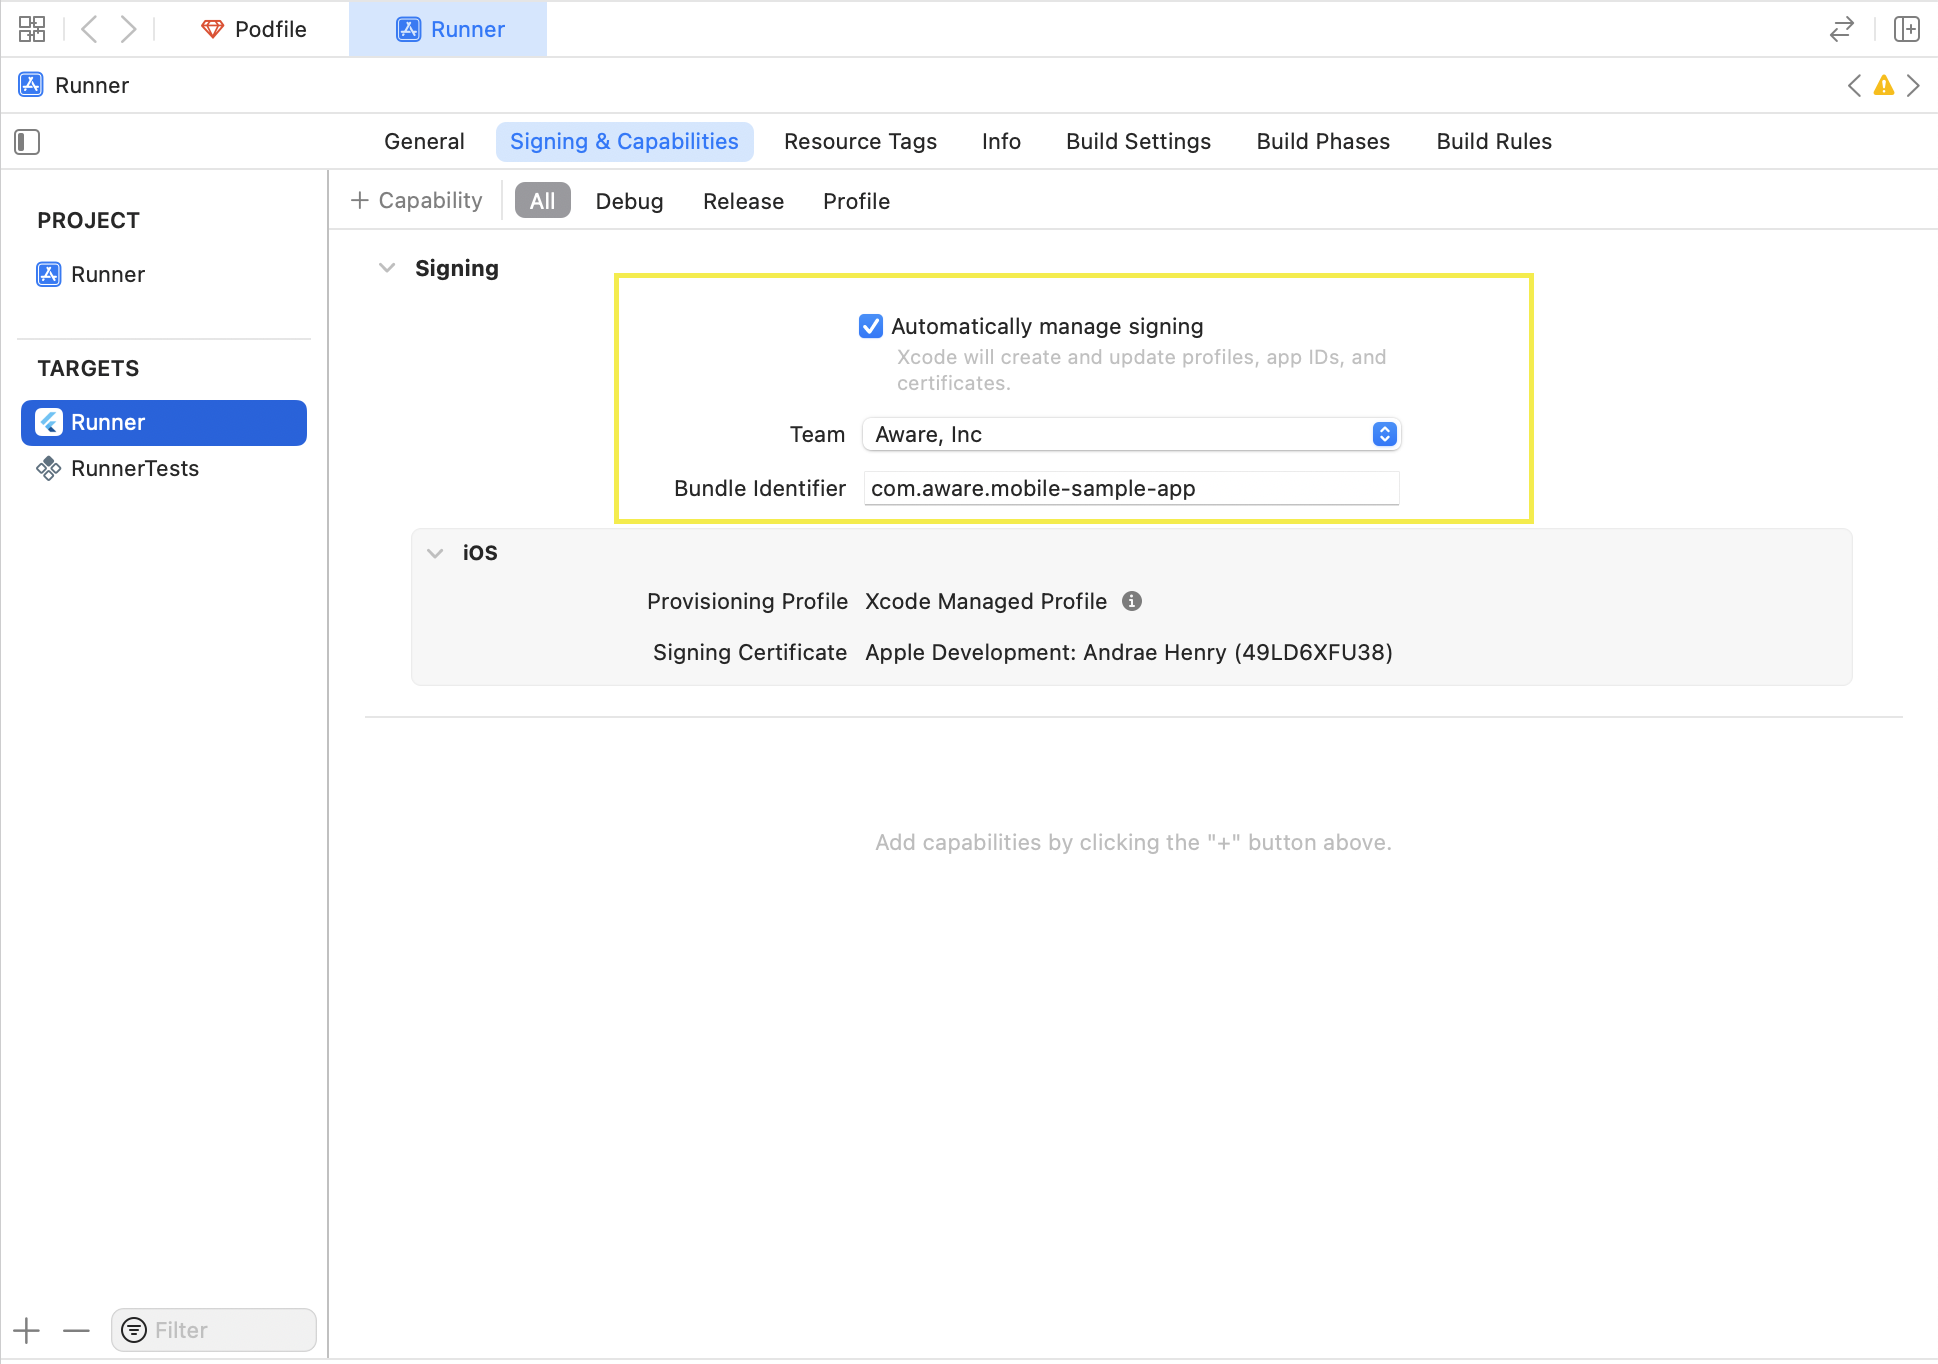 Podfile
Runner
Runner
General
Signing & Capabilities
Resource Tags
Info
Build Settings
Build Phases
Build Rules
+ Capability
All
Debug
Release
Profile
PROJECT
Runner
TARGETS
Runner
RunnerTests
Signing
Automatically manage signing
Xcode will create and update profiles, app IDs, and
certificates.
Team Aware, Inc
Bundle Identifier com.aware.mobile-sample-app
iOS
Provisioning Profile Xcode Managed Profile
Signing Certificate Apple Development: Andrae Henry (49LD6XFU38)
Add capabilities by clicking the "+" button above.
Filter